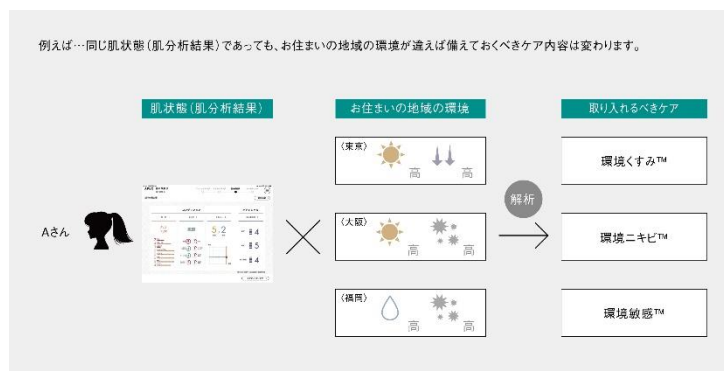 例えば…同じ肌状態(肌分析結果)であっても、お住まいの地域の環境が違えば備えておくべきケア内容は変わります。
肌状態(肌分析結果)
お住まいの地域の環境
取り入れるべきケア
Aさん
〈東京〉
高
高
〈大阪〉
高
高
〈福岡〉
高
高
解析
環境くすみ™
環境ニキビ™
環境敏感™
5
2
4
5
4